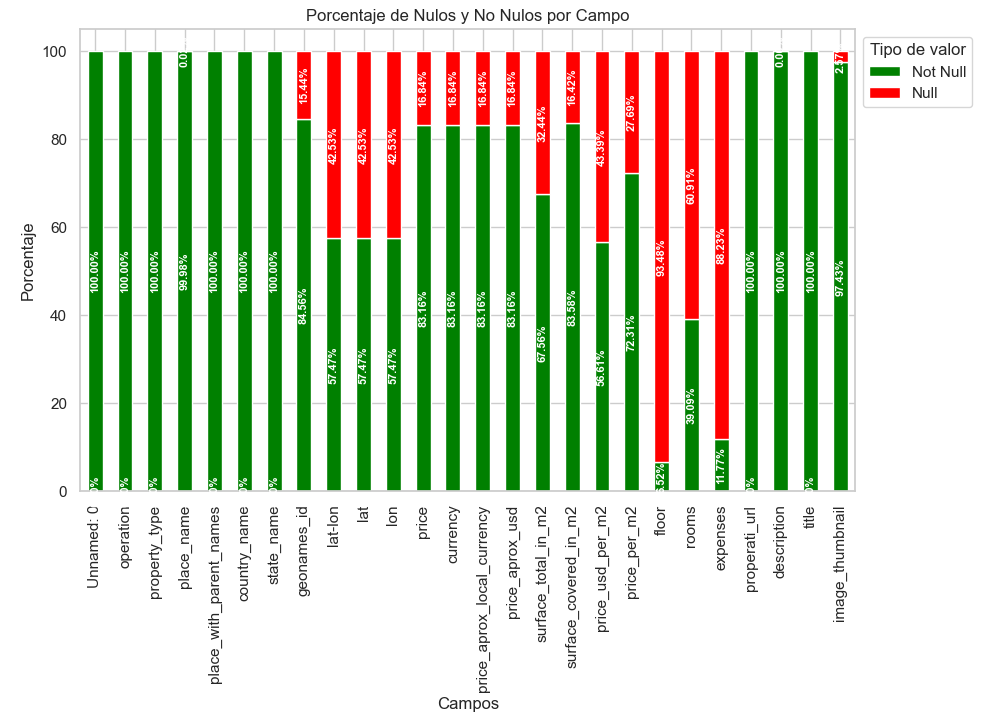 Porcentaje de Nulos y No Nulos por Campo
Tipo de valor
Not Null
Null
Porcentaje
100
80
60
40
20
0
100.00%
100.00%
100.00%
99.98%
100.00%
100.00%
100.00%
84.56%
15.44%
57.47%
42.53%
57.47%
42.53%
57.47%
42.53%
83.16%
16.84%
83.16%
16.84%
83.16%
16.84%
83.16%
16.84%
67.56%
32.44%
83.58%
16.42%
56.61%
43.39%
72.31%
27.69%
6.52%
93.48%
39.09%
60.91%
11.77%
88.23%
100.00%
100.00%
100.00%
97.43%
Unnamed: 0
operation
property_type
place_name
place_with_parent_names
country_name
state_name
geonames_id
lat-lon
lat
lon
price
currency
price_aprox_local_currency
price_aprox_usd
surface_total_in_m2
surface_covered_in_m2
price_usd_per_m2
price_per_m2
floor
rooms
expenses
properati_url
description
title
image_thumbnail
Campos